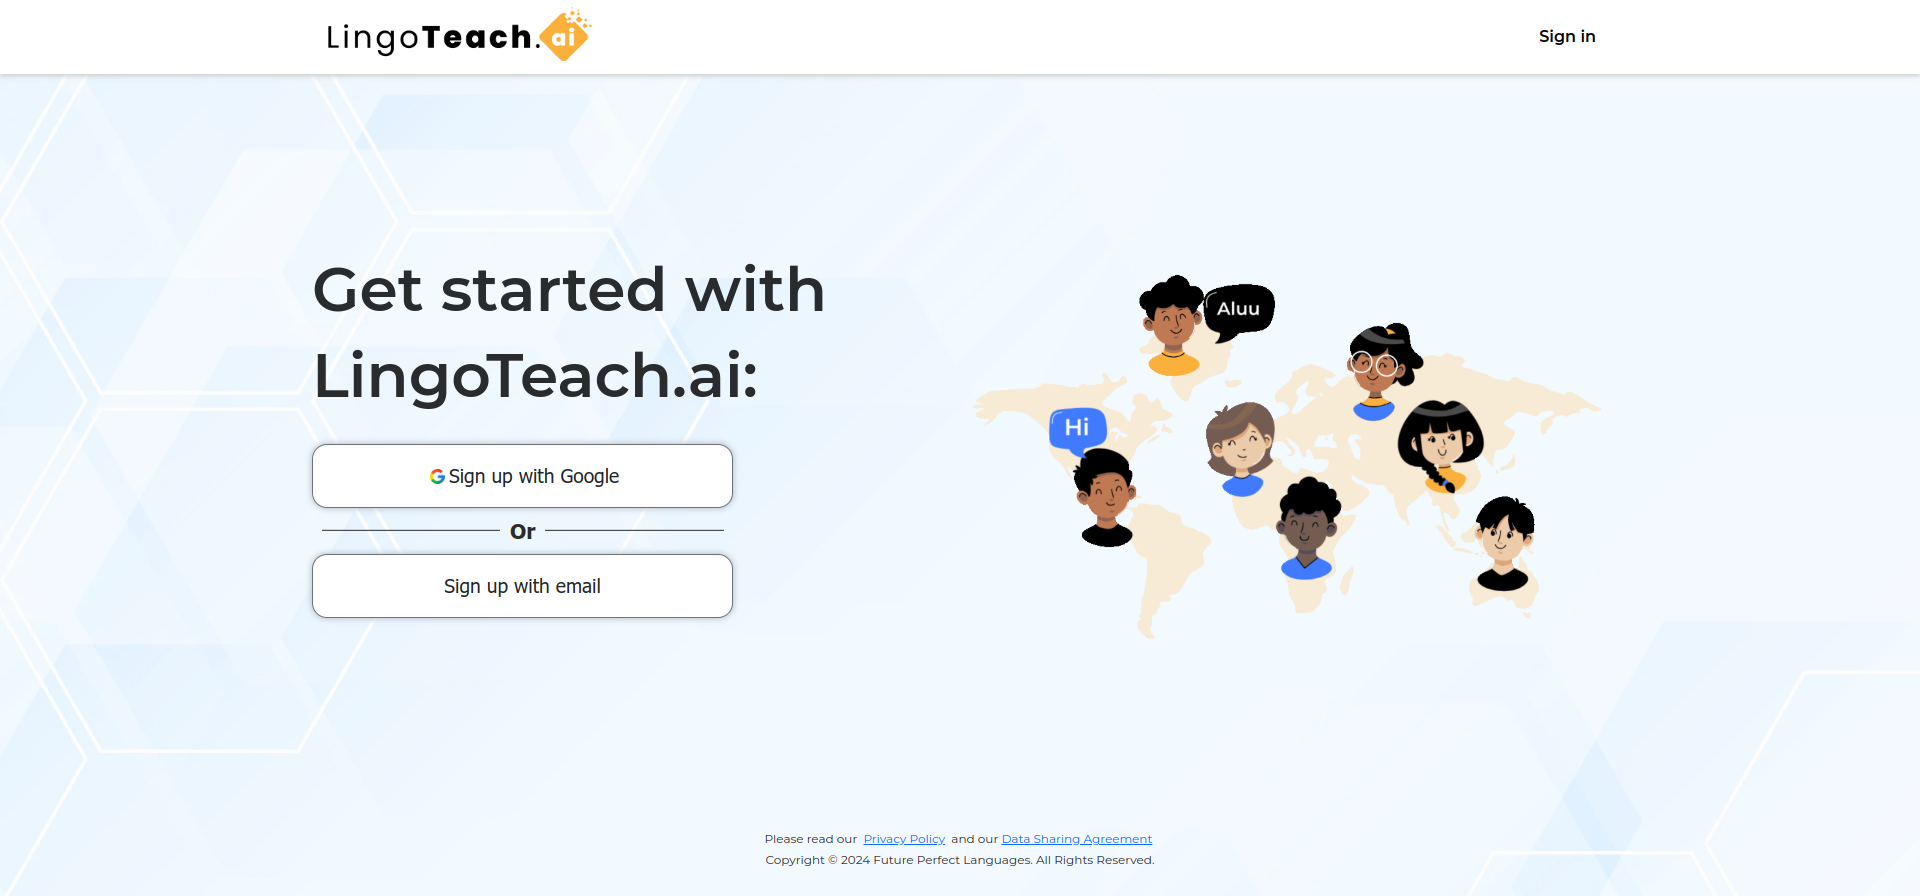 LingoTeach.ai
Sign in
Get started with
LingoTeach.ai:
Sign up with Google
Or
Sign up with email
Aluu
Hi
Please read our Privacy Policy and our Data Sharing Agreement
Copyright © 2024 Future Perfect Languages. All Rights Reserved.